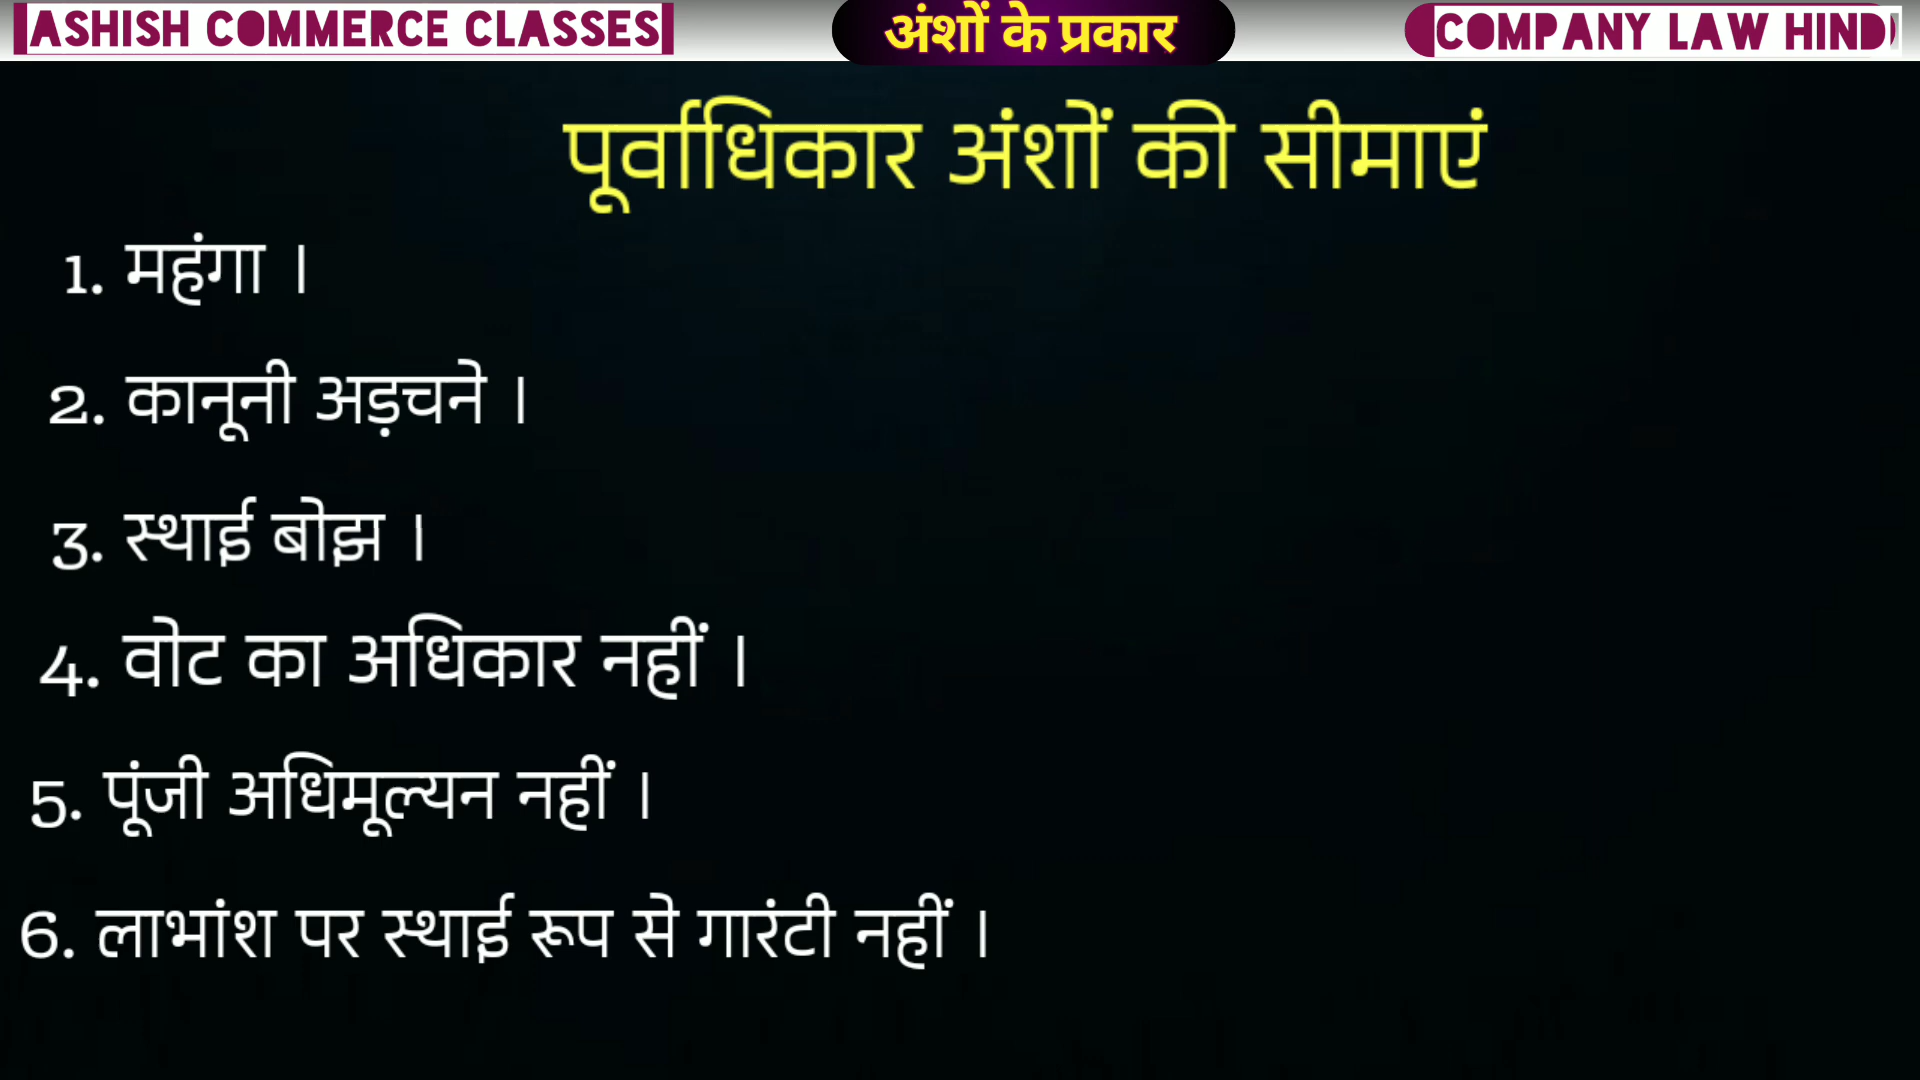 ASHISH COMMERCE CLASSES
अंशों के प्रकार
COMPANY LAW HINDI
पूर्वाधिकार अंशों की सीमाएं
1. महंगा ।
2. कानूनी अड़चने ।
3. स्थाई बोझ ।
4. वोट का अधिकार नहीं ।
5. पूंजी अधिमूल्यन नहीं ।
6. लाभांश पर स्थाई रूप से गारंटी नहीं ।